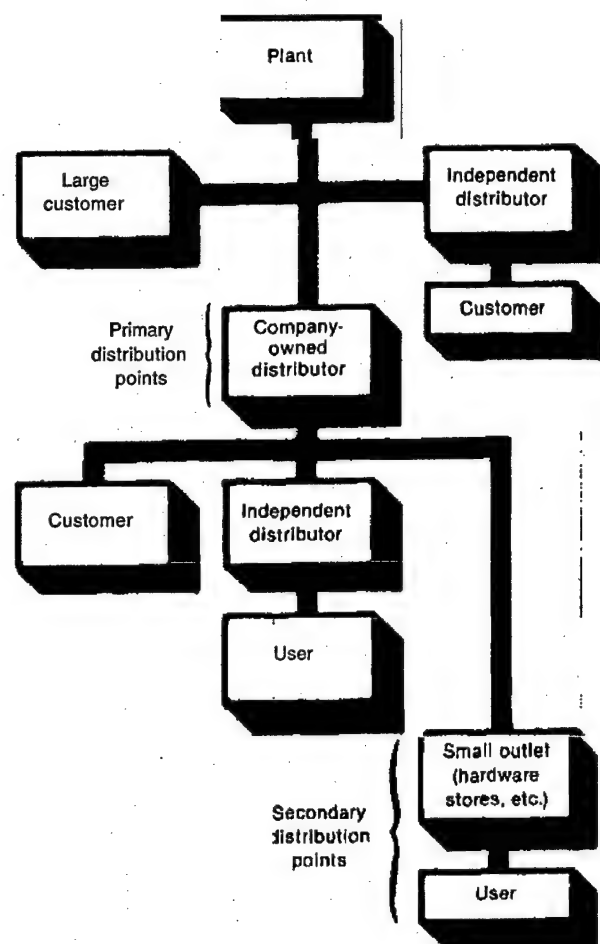 Plant
Large
customer
Independent
distributor
Customer
Primary
distribution
points
Company-
owned
distributor
Customer
Independent
distributor
User
Small outlet
(hardware
stores, etc.)
Secondary
distribution
points
User